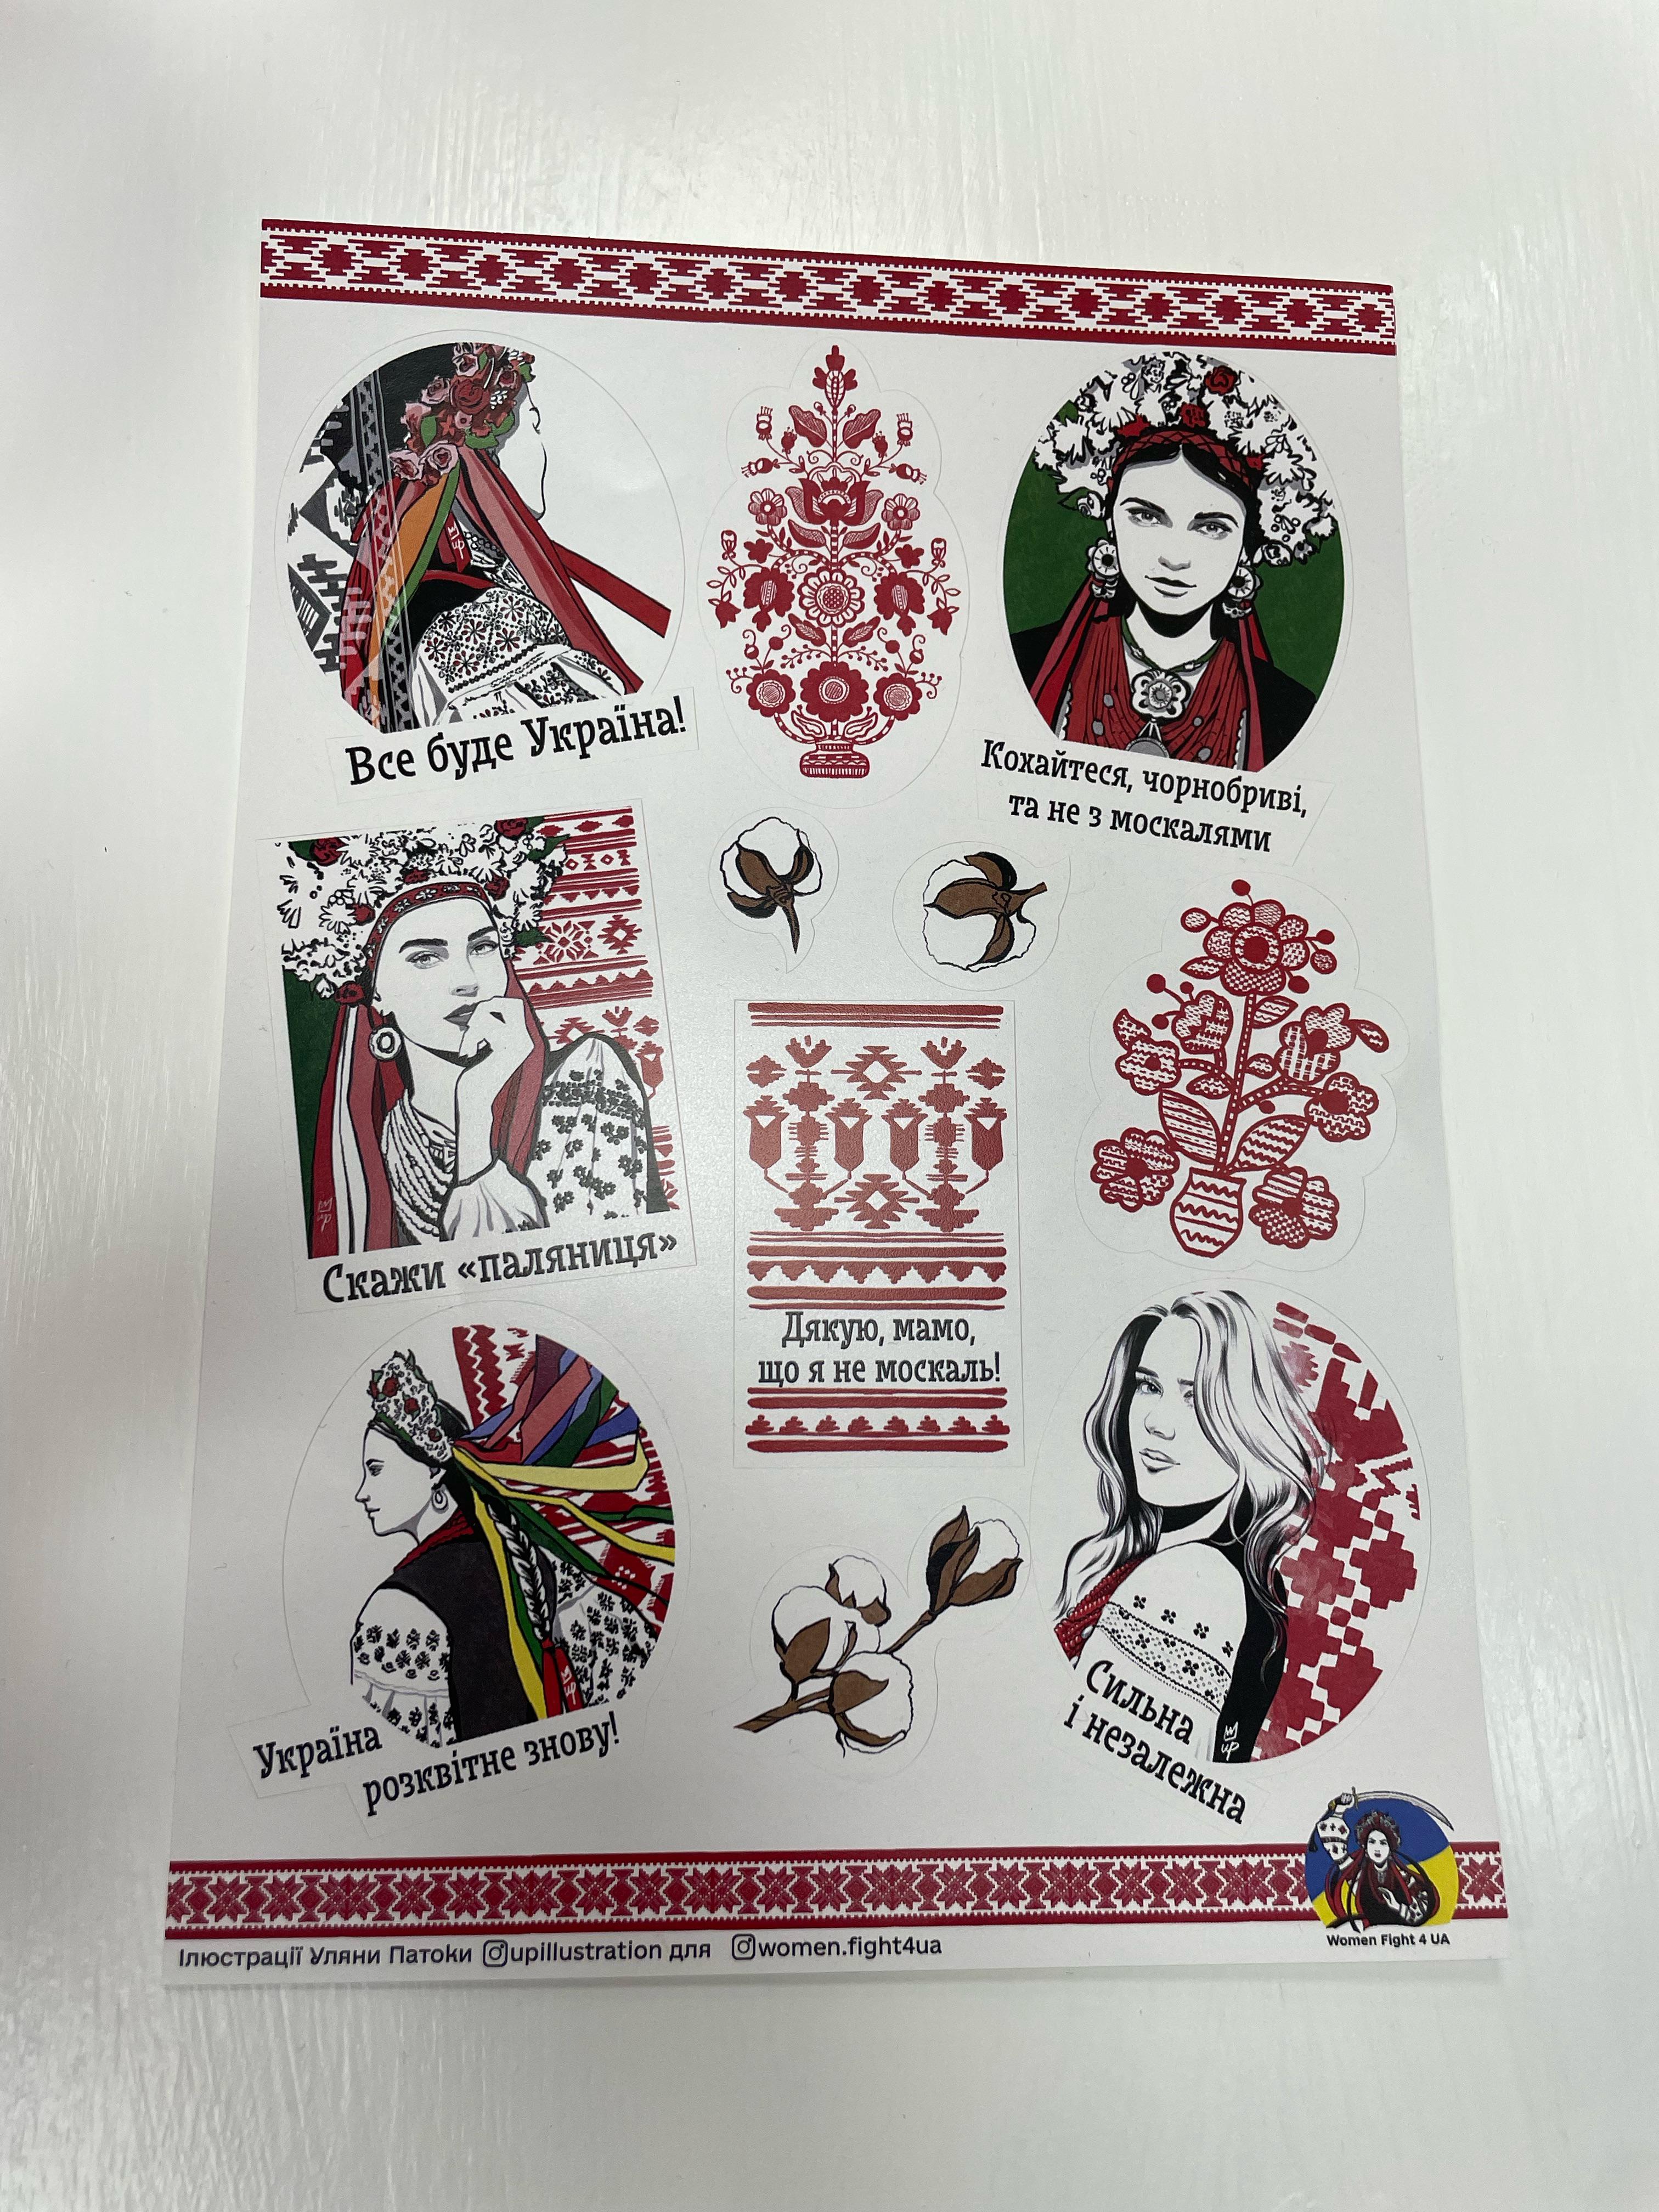 Все буде Україна!
Кохайтеся, чорнобриві,
та не з москалями
Скажи «паляниця»
Дякую, мамо,
що я не москаль!
Україна
розквітне знову!
Сильна
і незалежна
Women Fight 4 UA
Ілюстрації Уляни Патоки upillustration для women.fight4ua